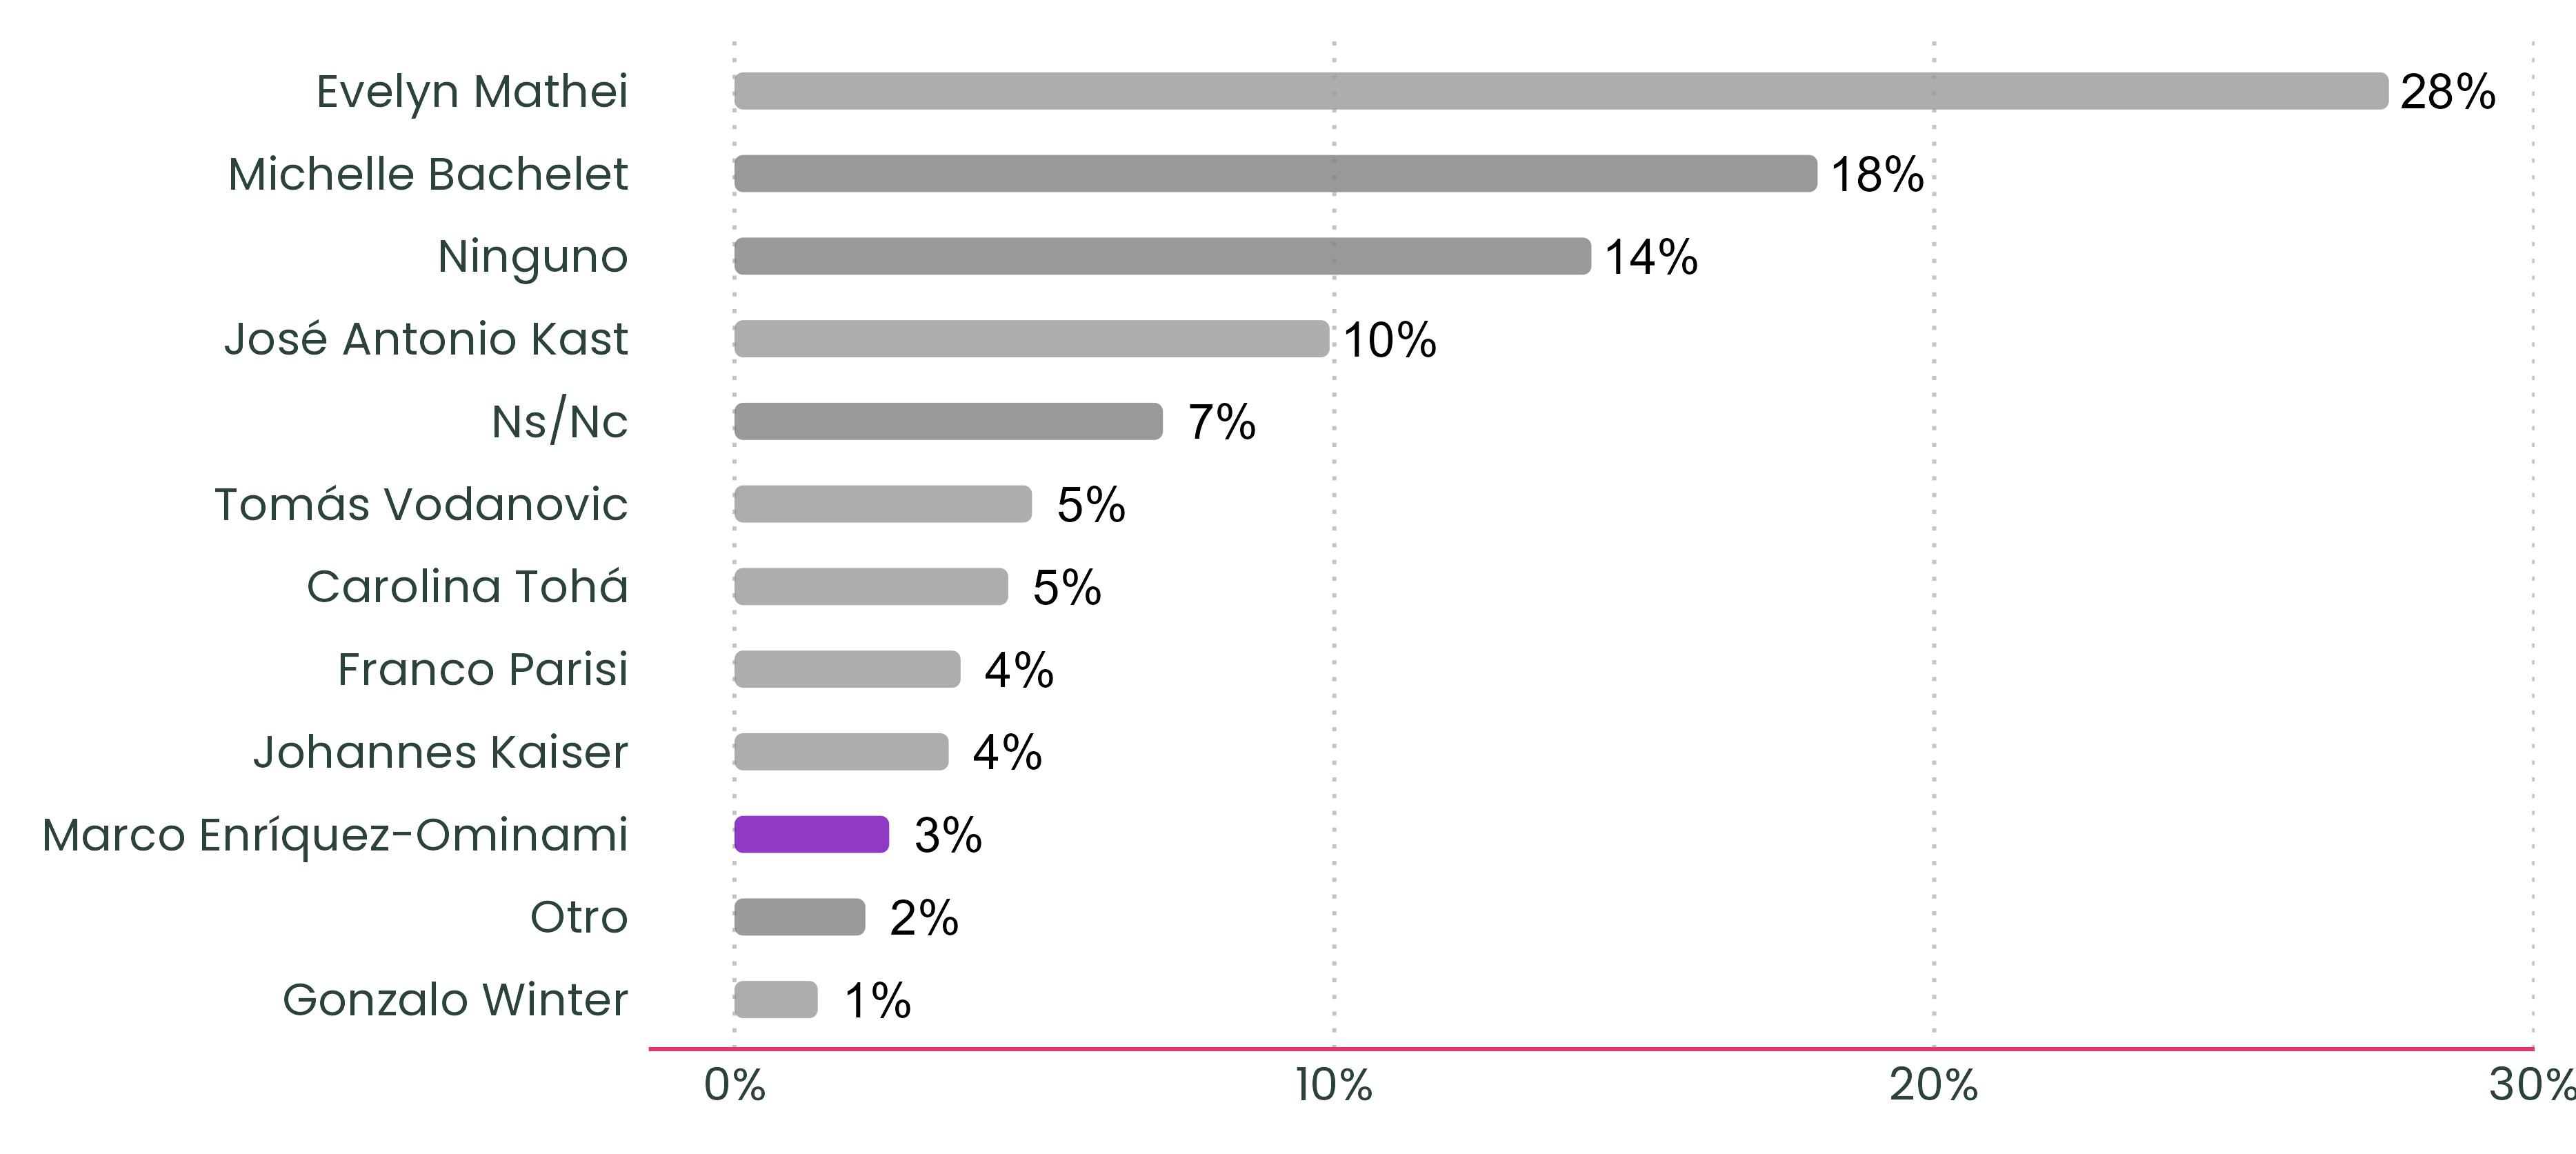 Evelyn Mathei 28%
Michelle Bachelet 18%
Ninguno 14%
José Antonio Kast 10%
Ns/Nc 7%
Tomás Vodanovic 5%
Carolina Tohá 5%
Franco Parisi 4%
Johannes Kaiser 4%
Marco Enríquez-Ominami 3%
Otro 2%
Gonzalo Winter 1%
0% 10% 20% 30%